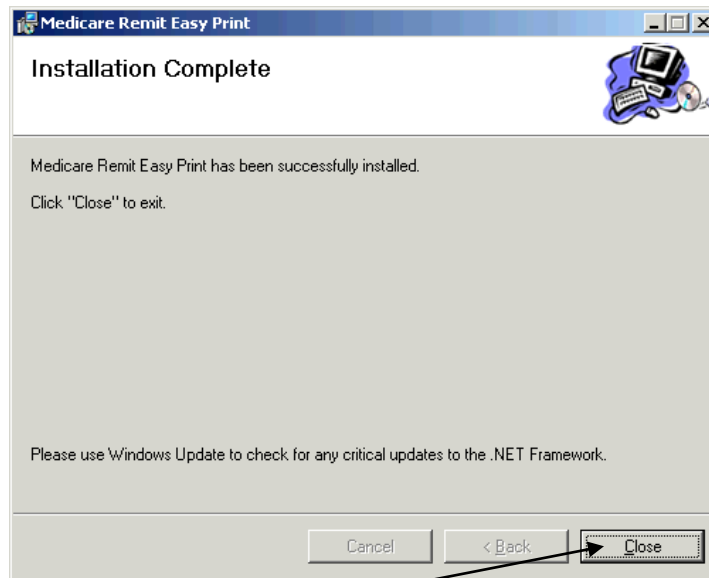 Medicare Remit Easy Print
Installation Complete
Medicare Remit Easy Print has been successfully installed.
Click "Close" to exit.
Please use Windows Update to check for any critical updates to the .NET Framework.
Cancel < Back Close